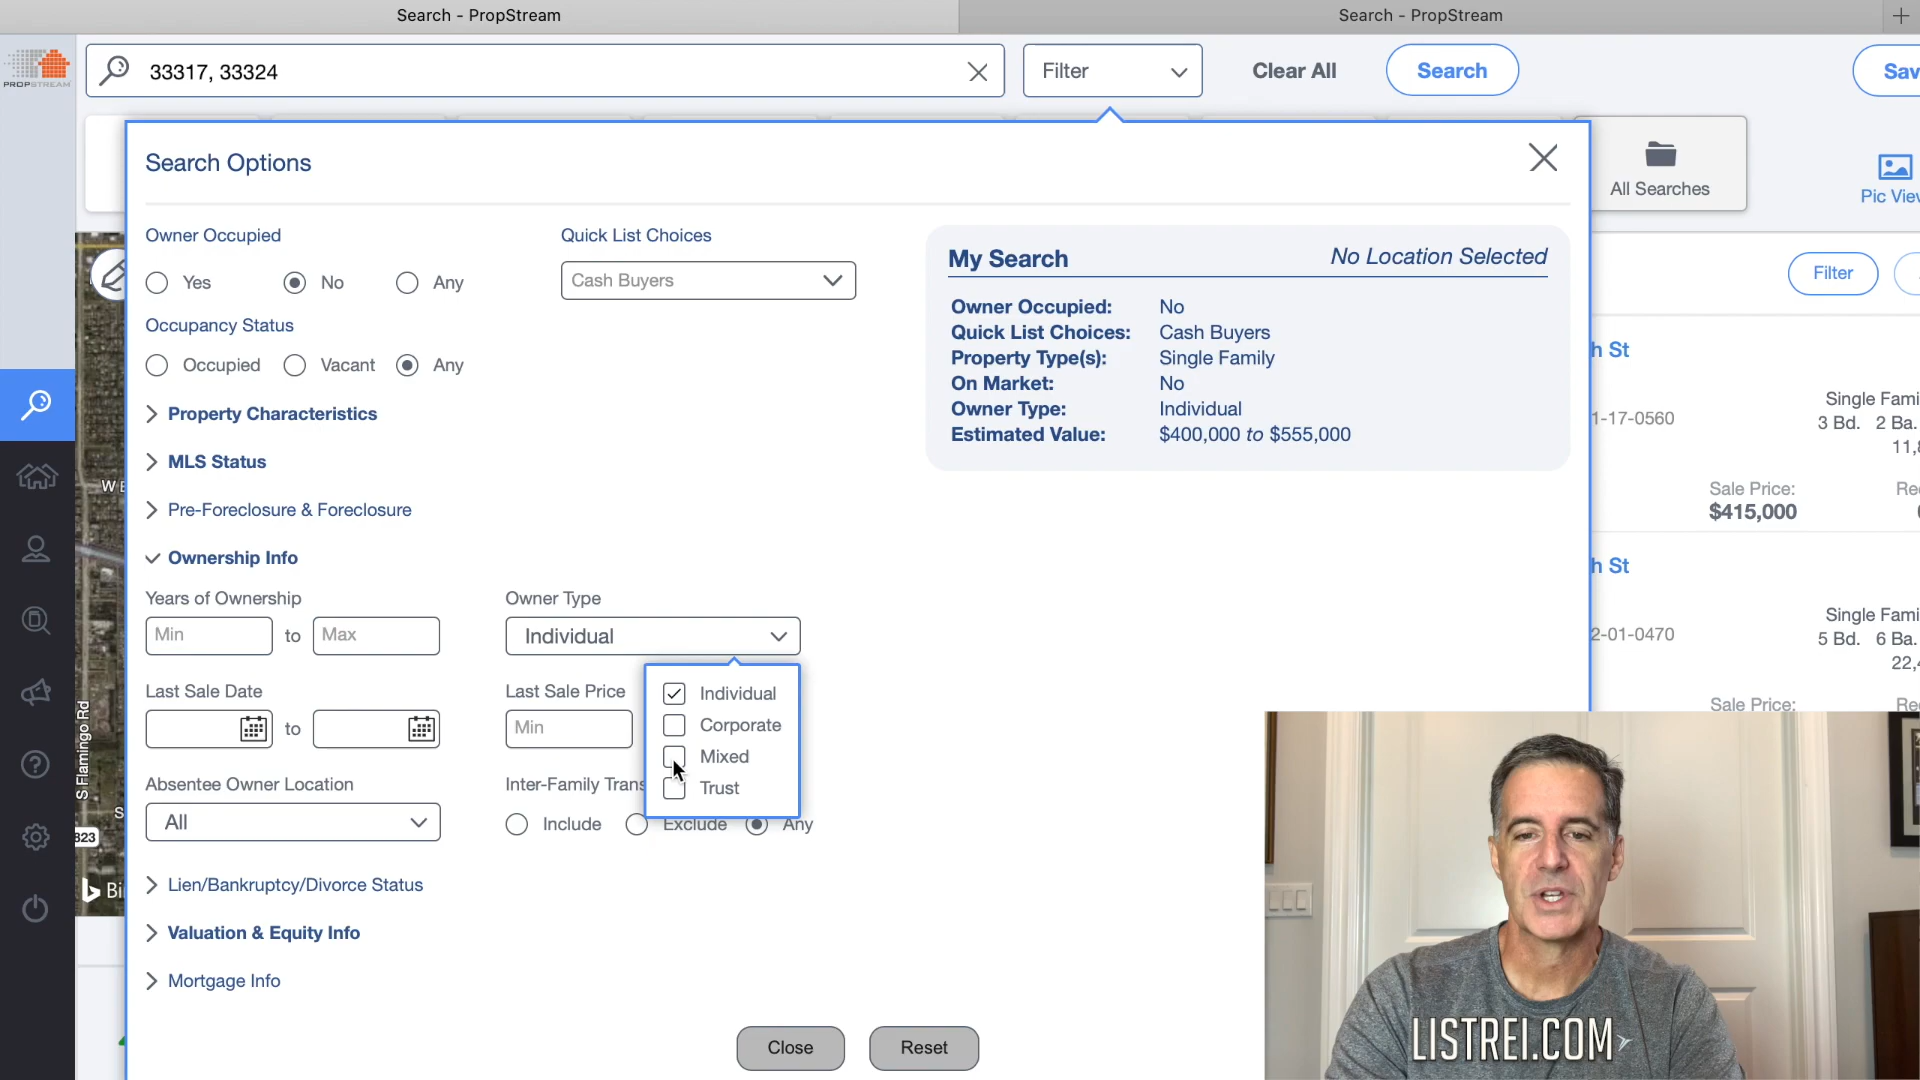 Search - PropStream
Search - PropStream
PROPSTREAM
33317, 33324
Filter
Clear All
Search
Search Options
All Searches
Owner Occupied
Yes
No
Any
Occupancy Status
Occupied
Vacant
Any
Quick List Choices
Cash Buyers
My Search
No Location Selected
Owner Occupied: No
Quick List Choices: Cash Buyers
Property Type(s): Single Family
On Market: No
Owner Type: Individual
Estimated Value: $400,000 to $555,000
Property Characteristics
MLS Status
Pre-Foreclosure & Foreclosure
Ownership Info
Years of Ownership
Min to Max
Owner Type
Individual
Individual
Corporate
Mixed
Trust
Last Sale Date
to
Last Sale Price
Min
Absentee Owner Location
All
Include
Exclude
Any
Lien/Bankruptcy/Divorce Status
Valuation & Equity Info
Mortgage Info
Close
Reset
S Flamingo Rd
323
Pic
Filter
St
1-17-0560
Single
3 Bd. 2 Ba.
Sale Price:
$415,000
St
2-01-0470
Single
5 Bd. 6 Ba.
Sale Price:
LISTREI.COM